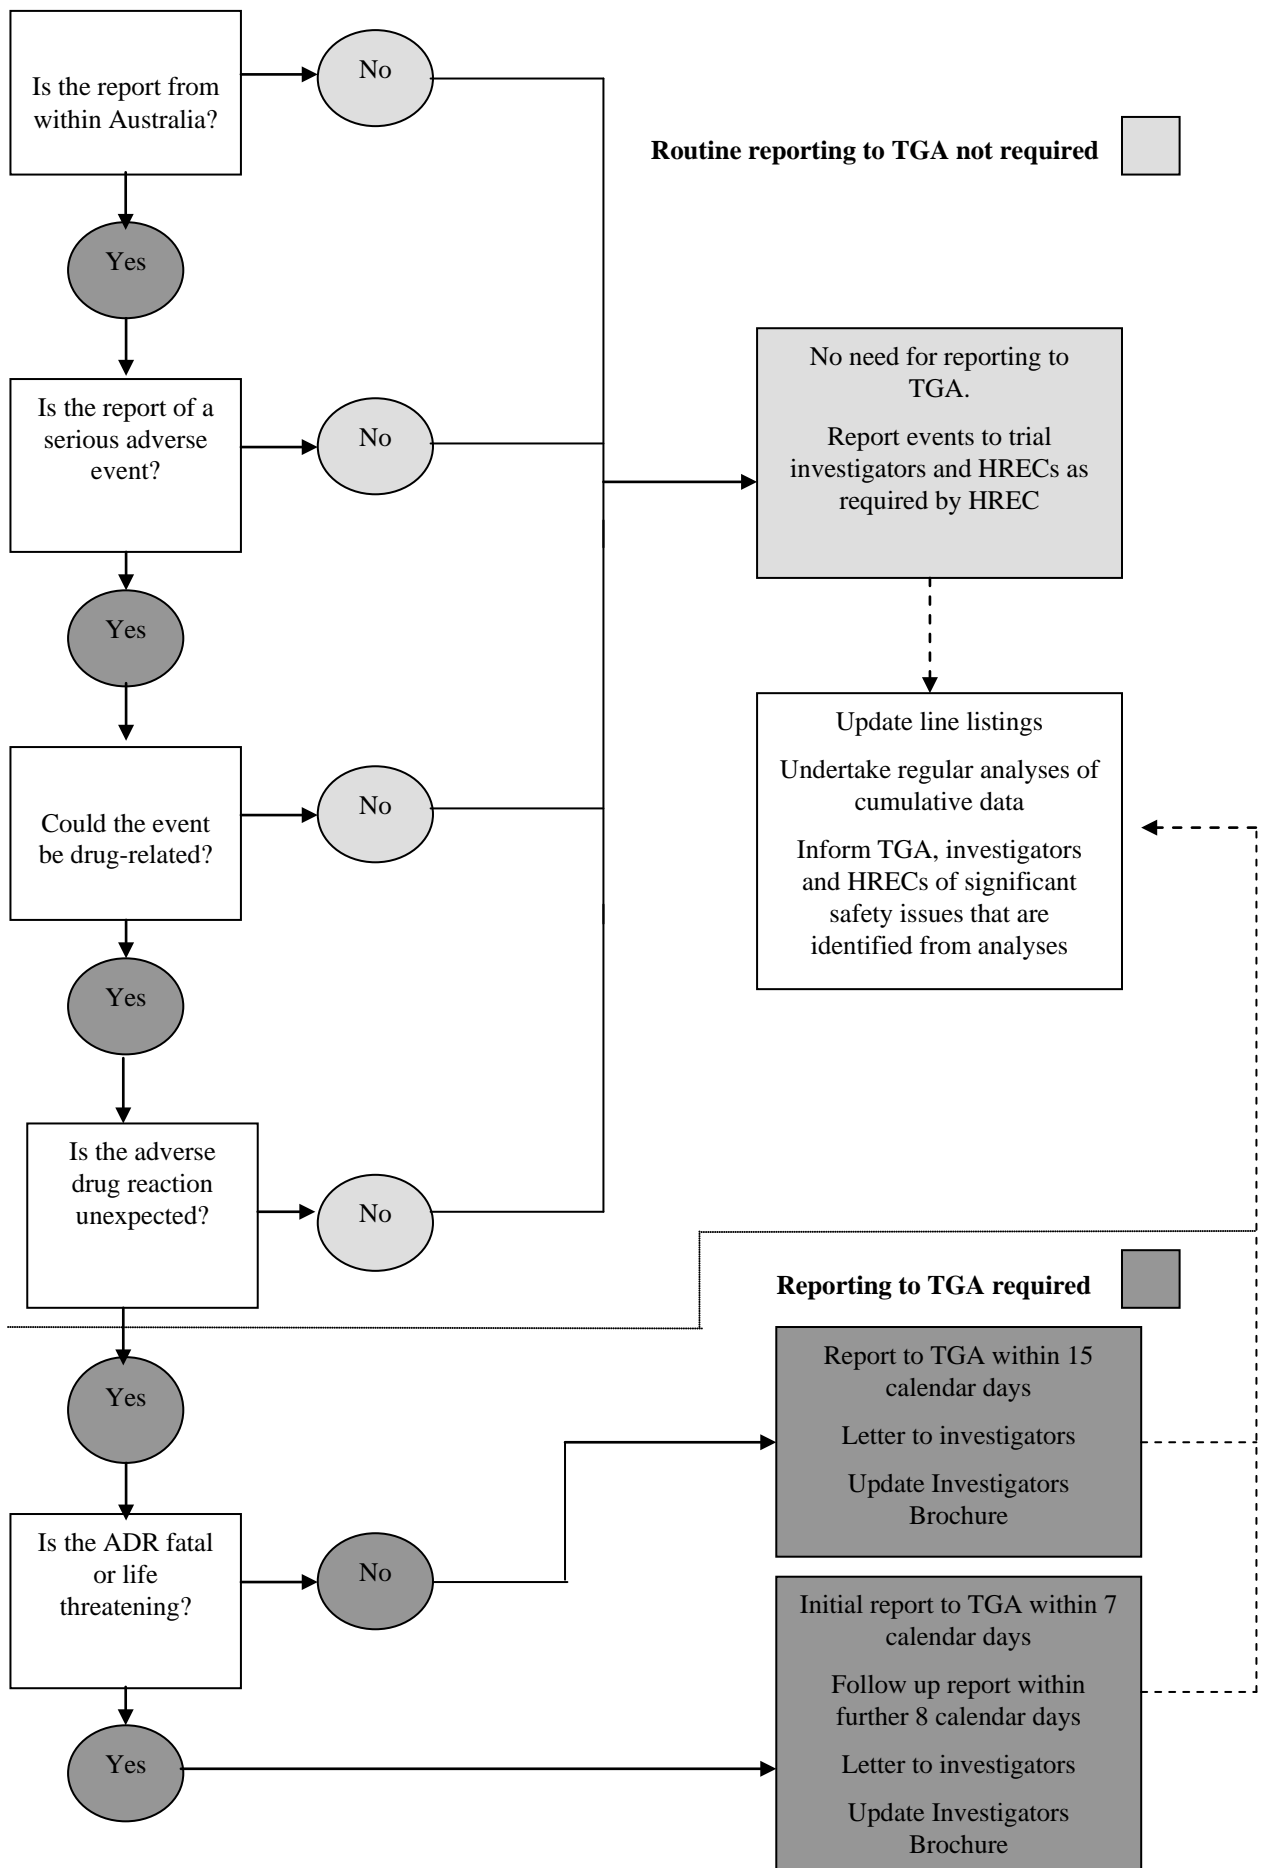 Is the report from
within Australia?
No
Routine reporting to TGA not required
Yes
Is the report of a
serious adverse
event?
No
No need for reporting to
TGA.
Report events to trial
investigators and HRECs as
required by HREC
Yes
Update line listings
Undertake regular analyses of
cumulative data
Inform TGA, investigators
and HRECs of significant
safety issues that are
identified from analyses
Could the event
be drug-related?
No
Yes
Is the adverse
drug reaction
unexpected?
No
Reporting to TGA required
Yes
Report to TGA within 15
calendar days
Letter to investigators
Update Investigators
Brochure
Is the ADR fatal
or life
threatening?
No
Initial report to TGA within 7
calendar days
Follow up report within
further 8 calendar days
Letter to investigators
Update Investigators
Brochure
Yes